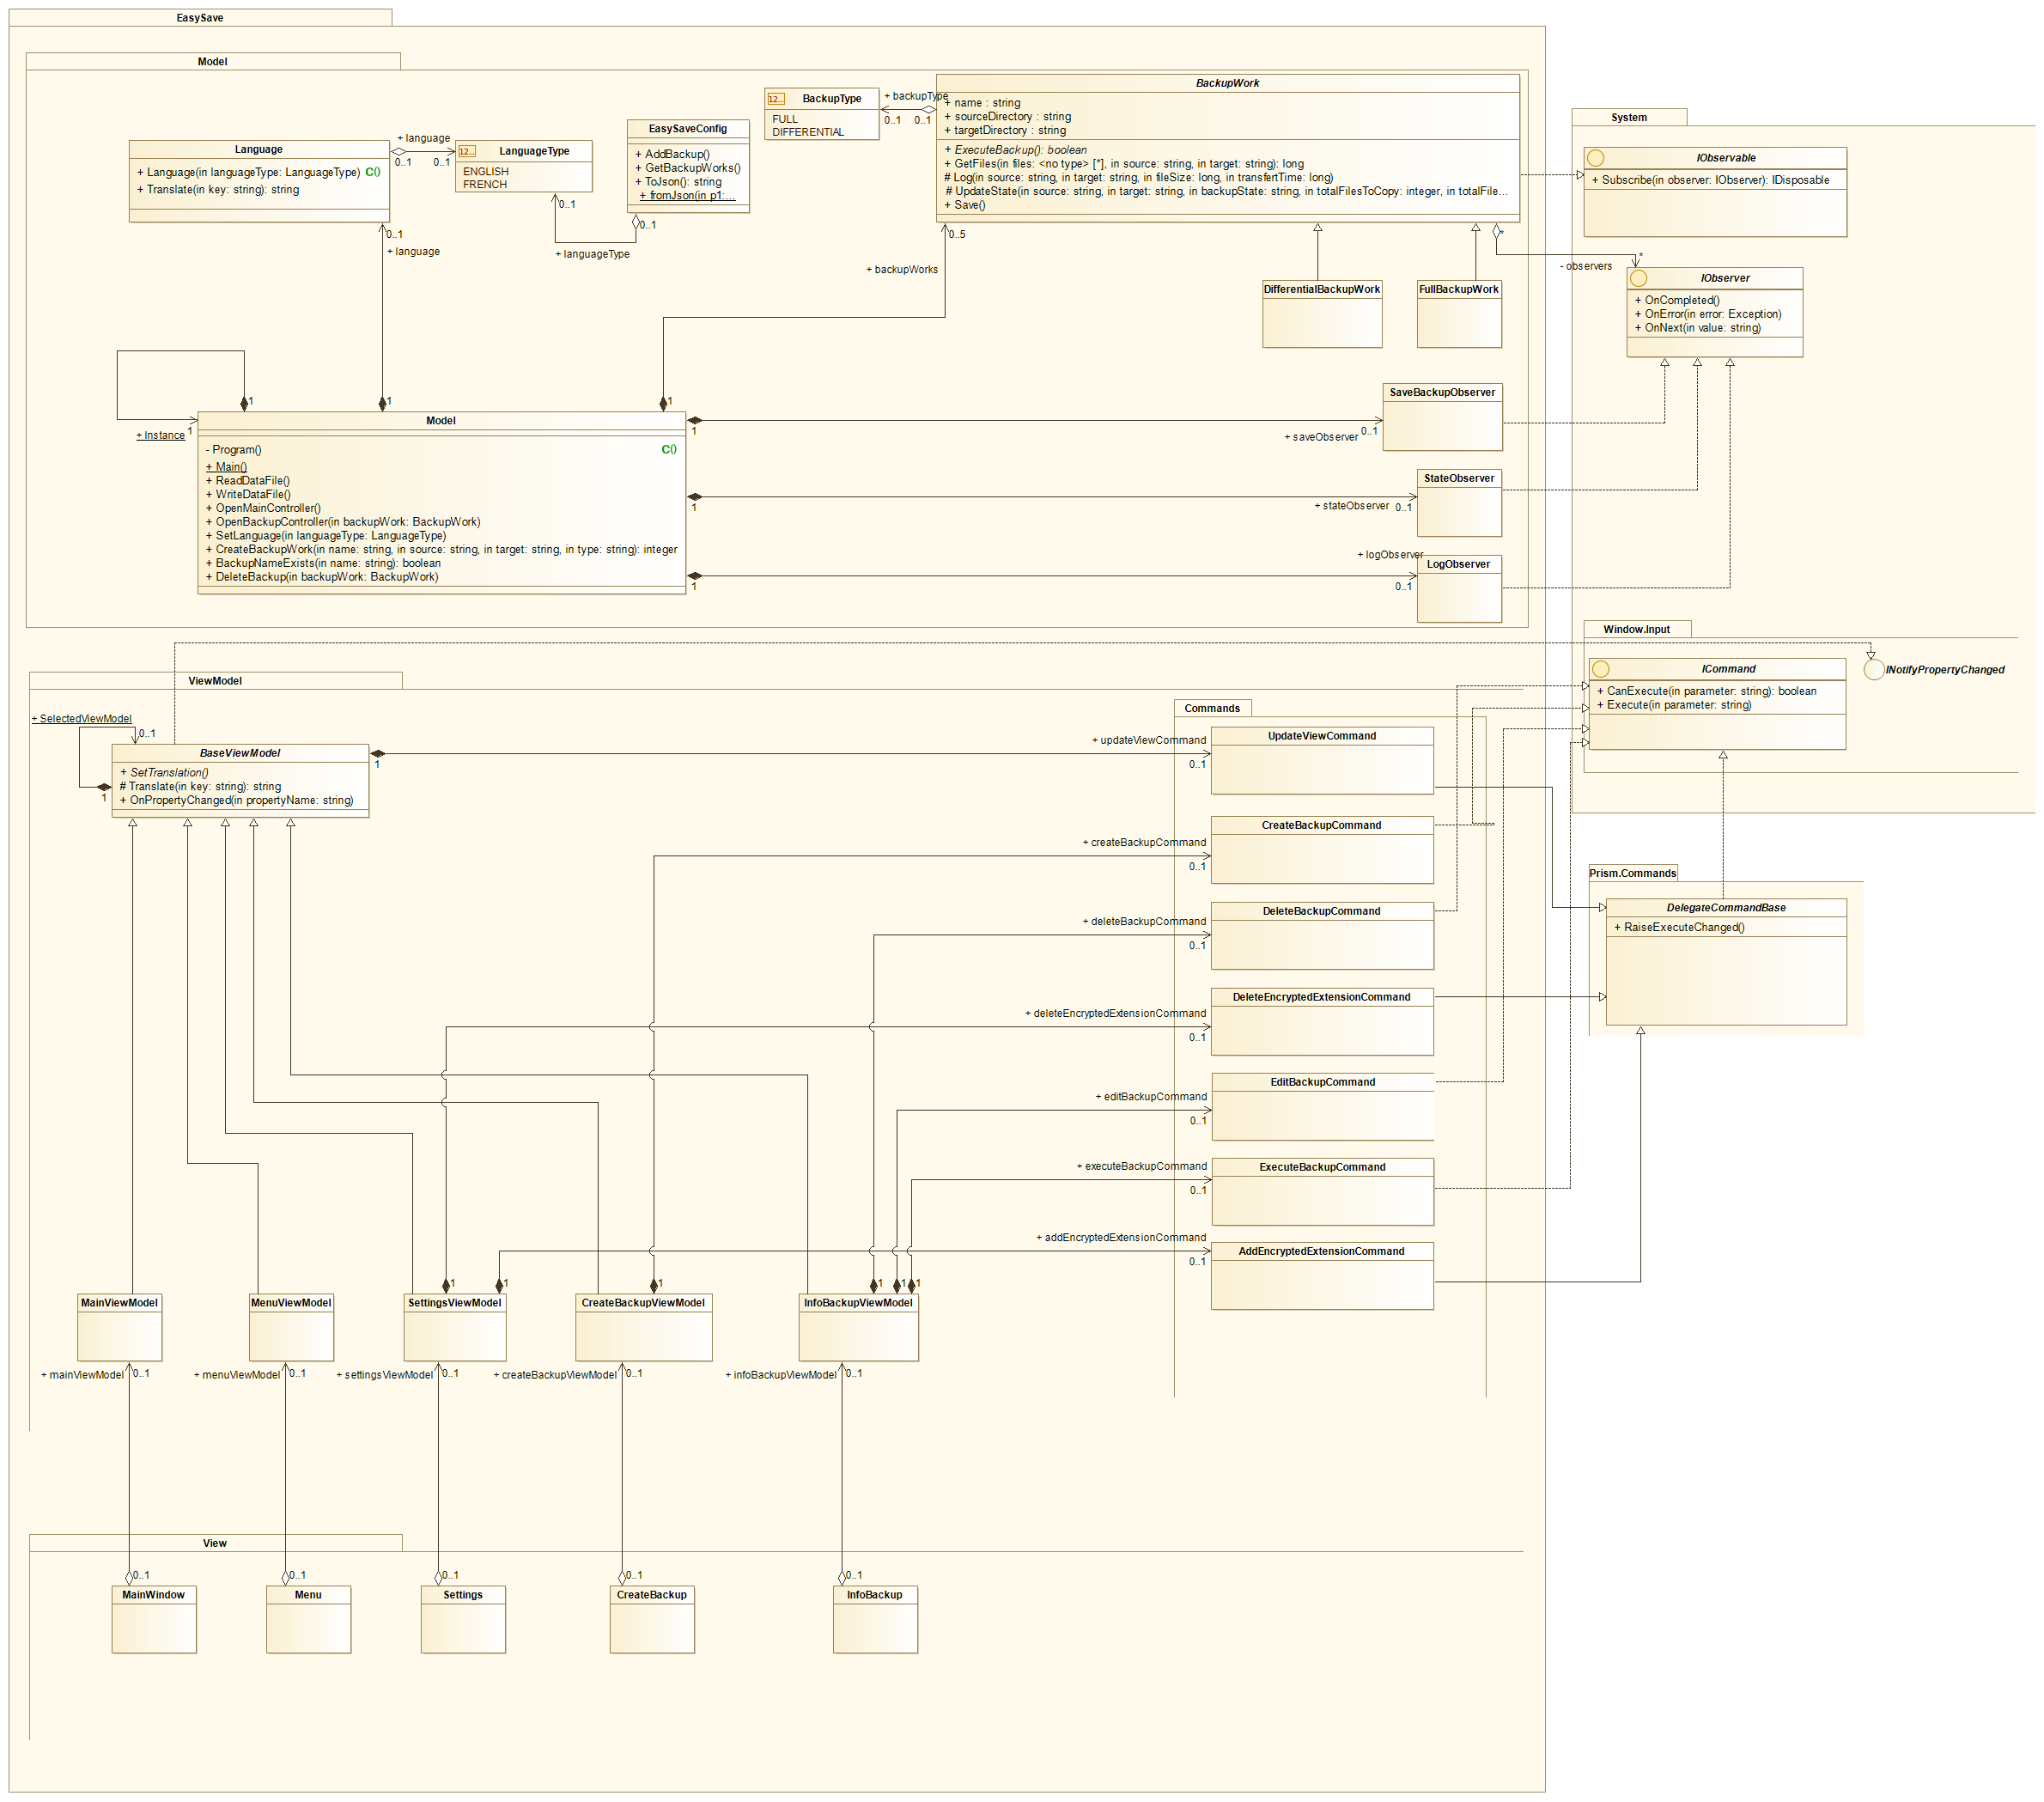 EasySave
Model
BackupType
12...
FULL
DIFFERENTIAL
+ backupType
0..1
0..1
BackupWork
+ name : string
+ sourceDirectory : string
+ targetDirectory : string
+ ExecuteBackup(): boolean
+ GetFiles(in files: <no type> [*], in source: string, in target: string): long
# Log(in source: string, in target: string, in fileSize: long, in transfertTime: long)
# UpdateState(in source: string, in target: string, in backupState: string, in totalFilesToCopy: integer, in totalFile...
+ Save()
System
IObservable
+ Subscribe(in observer: IObserver): IDisposable
Language
+ Language(in languageType: LanguageType) C()
+ Translate(in key: string): string
+ language
0..1
0..1
12...
LanguageType
ENGLISH
FRENCH
EasySaveConfig
+ AddBackup()
+ GetBackupWorks()
+ ToJson(): string
+ fromJson(in p1:...
0..1
0..1
+ languageType
0..1
+ language
0..5
+ backupWorks
*
*
- observers
IObserver
+ OnCompleted()
+ OnError(in error: Exception)
+ OnNext(in value: string)
DifferentialBackupWork
FullBackupWork
1
1
1
1
+ Instance
Model
- Program()
C()
+ Main()
+ ReadDataFile()
+ WriteDataFile()
+ OpenMainController()
+ OpenBackupController(in backupWork: BackupWork)
+ SetLanguage(in languageType: LanguageType)
+ CreateBackupWork(in name: string, in source: string, in target: string, in type: string): integer
+ BackupNameExists(in name: string): boolean
+ DeleteBackup(in backupWork: BackupWork)
1
+ saveObserver
0..1
SaveBackupObserver
1
+ stateObserver
0..1
StateObserver
1
+ logObserver
0..1
LogObserver
Window.Input
ICommand
+ CanExecute(in parameter: string): boolean
+ Execute(in parameter: string)
INotifyPropertyChanged
ViewModel
+ SelectedViewModel
0..1
1
BaseViewModel
+ SetTranslation()
# Translate(in key: string): string
+ OnPropertyChanged(in propertyName: string)
1
Commands
+ updateViewCommand
0..1
UpdateViewCommand
+ createBackupCommand
0..1
CreateBackupCommand
+ deleteBackupCommand
0..1
DeleteBackupCommand
+ deleteEncryptedExtensionCommand
0..1
DeleteEncryptedExtensionCommand
+ editBackupCommand
0..1
EditBackupCommand
+ executeBackupCommand
0..1
ExecuteBackupCommand
+ addEncryptedExtensionCommand
0..1
AddEncryptedExtensionCommand
Prism.Commands
DelegateCommandBase
+ RaiseExecuteChanged()
1
1
1
1
1
1
MainViewModel
MenuViewModel
SettingsViewModel
CreateBackupViewModel
InfoBackupViewModel
+ mainViewModel
0..1
+ menuViewModel
0..1
+ settingsViewModel
0..1
+ createBackupViewModel
0..1
+ infoBackupViewModel
0..1
View
0..1
0..1
0..1
0..1
0..1
MainWindow
Menu
Settings
CreateBackup
InfoBackup